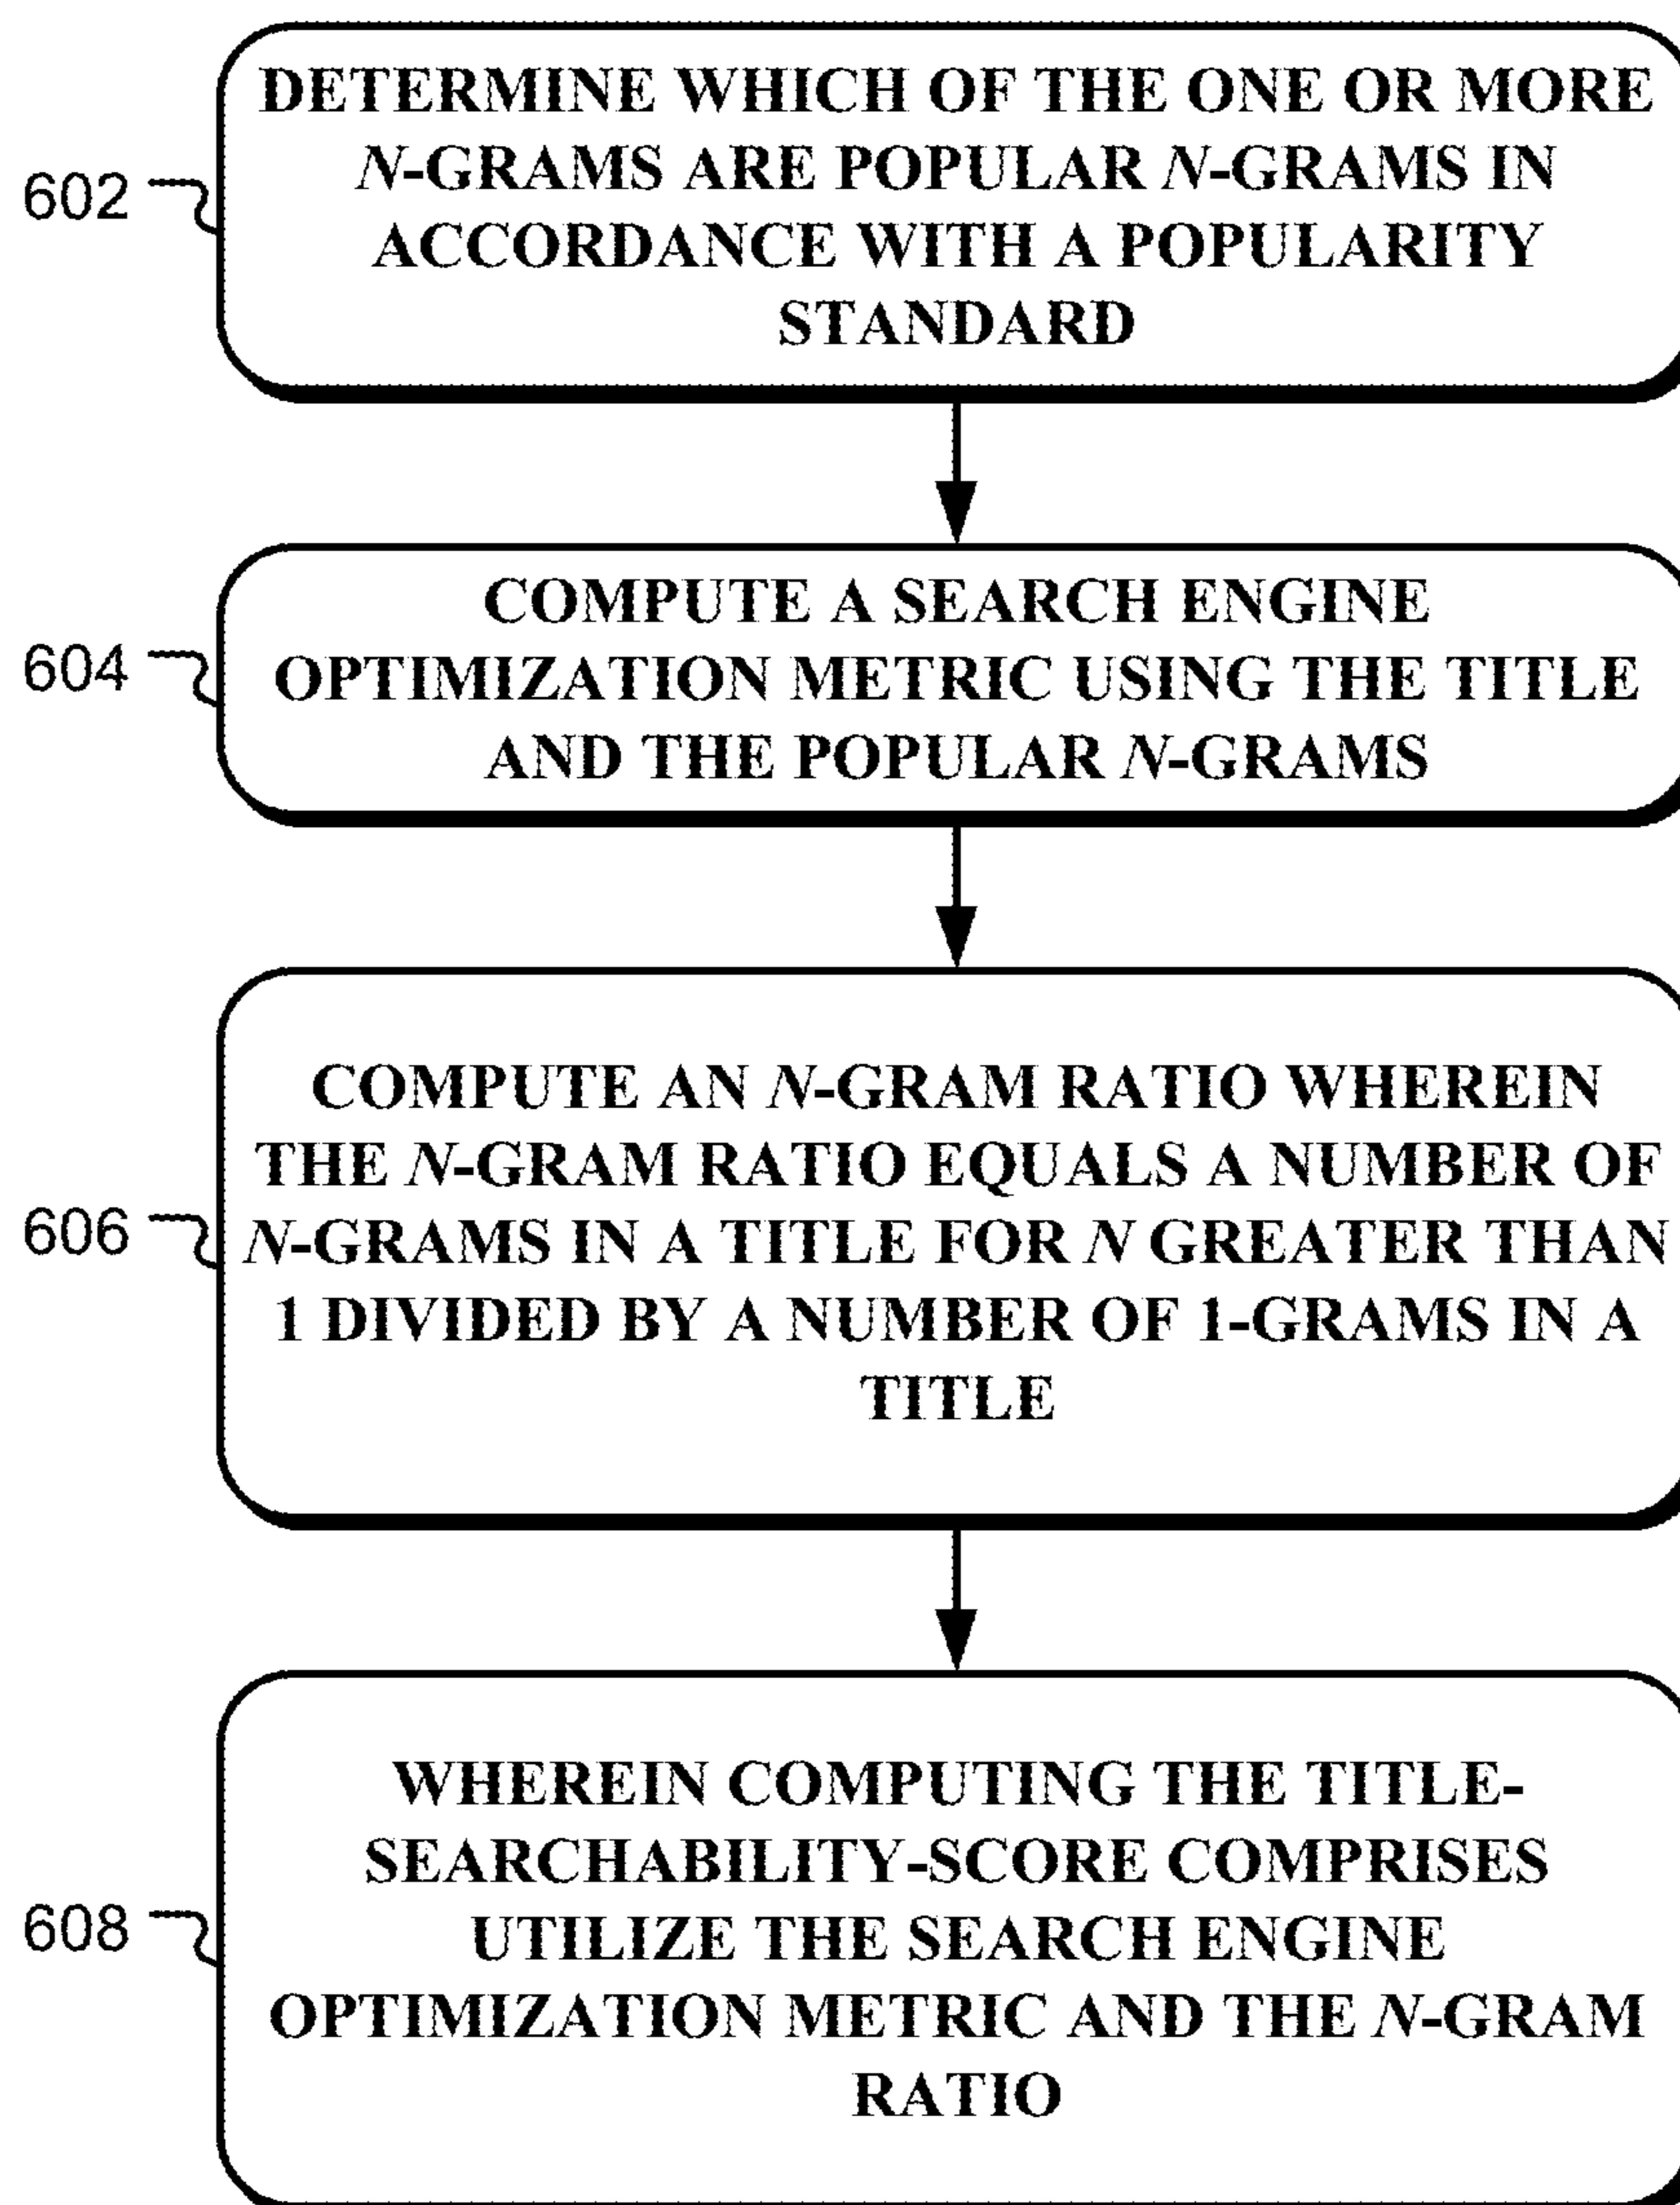 DETERMINE WHICH OF THE ONE OR MORE
N-GRAMS ARE POPULAR N-GRAMS IN
ACCORDANCE WITH A POPULARITY
STANDARD
602
COMPUTE A SEARCH ENGINE
OPTIMIZATION METRIC USING THE TITLE
AND THE POPULAR N-GRAMS
604
COMPUTE AN N-GRAM RATIO WHEREIN
THE N-GRAM RATIO EQUALS A NUMBER OF
N-GRAMS IN A TITLE FOR N GREATER THAN
1 DIVIDED BY A NUMBER OF 1-GRAMS IN A
TITLE
606
WHEREIN COMPUTING THE TITLE-
SEARCHABILITY-SCORE COMPRISES
UTILIZE THE SEARCH ENGINE
OPTIMIZATION METRIC AND THE N-GRAM
RATIO
608